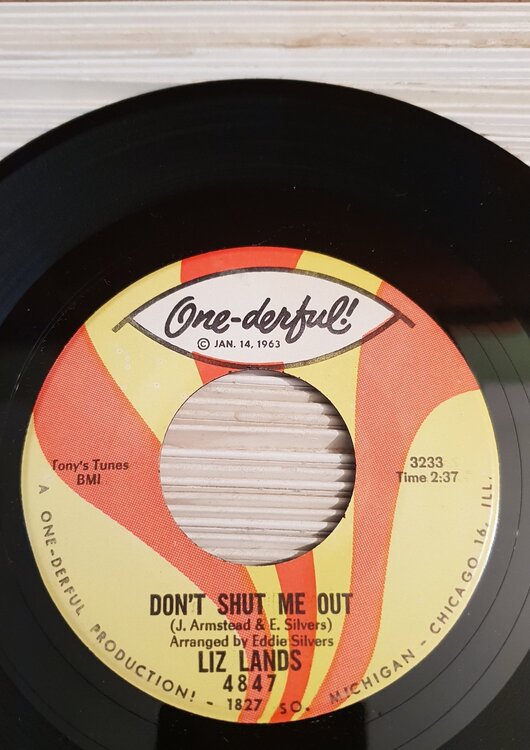 One-derful!
© JAN. 14, 1963
Tony's Tunes
BMI
3233
Time 2:37
DON'T SHUT ME OUT
(J. Armstead & E. Silvers)
Arranged by Eddie Silvers
LIZ LANDS
4847
A ONE-DERFUL PRODUCTION! - 1827 SO. MICHIGAN - CHICAGO 16, ILL.